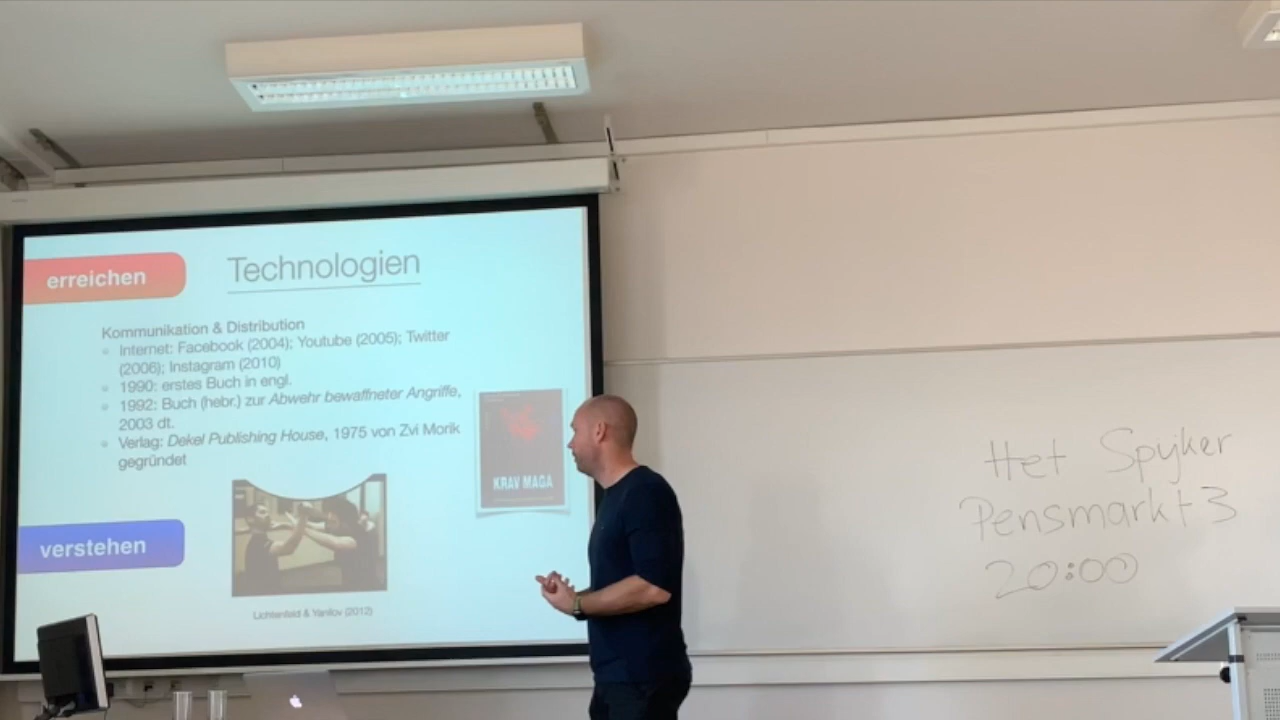 erreichen
Technologien
Kommunikation & Distribution
Internet: Facebook (2004); Youtube (2005); Twitter
(2006); Instagram (2010)
1990: erstes Buch in engl.
1992: Buch (hebr.) zur Abwehr bewaffneter Angriffe,
2003 dt.
Verlag: Dekel Publishing House, 1975 von Zvi Morik
gegründet
KRAV MAGA
verstehen
Lichtenfeld & Yanilov (2012)
Het Spijker
Pensmarkt 3
20:00